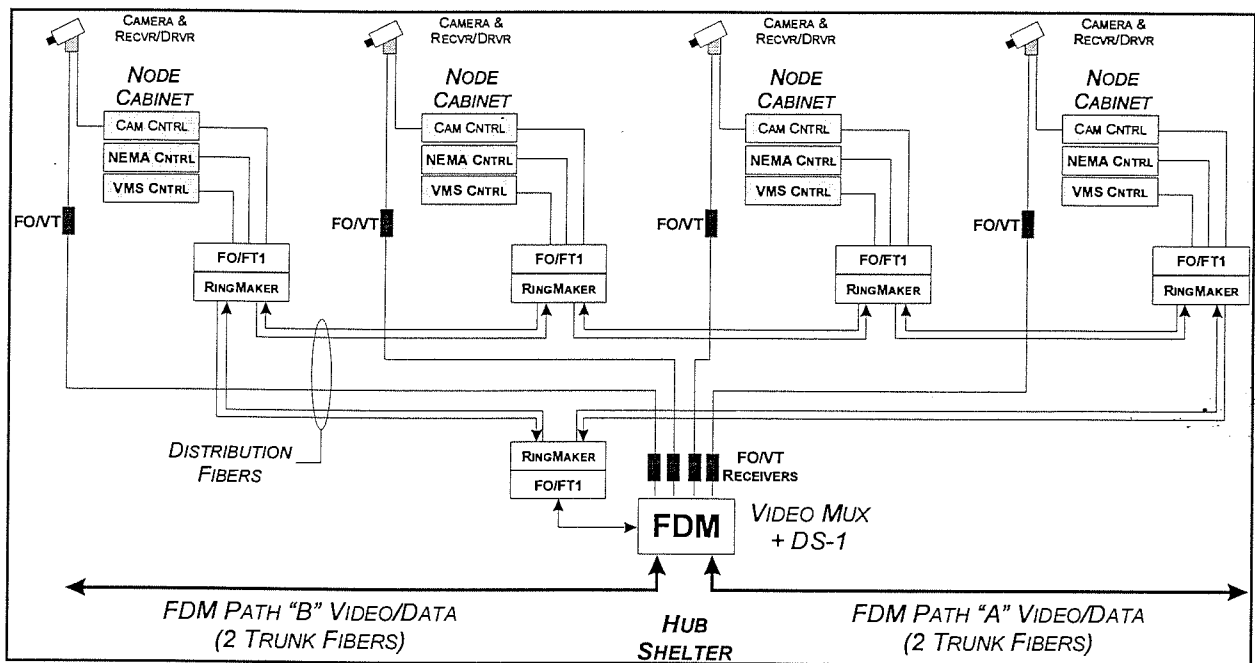 CAMERA &
RECVR/DRVR
CAMERA &
RECVR/DRVR
CAMERA &
RECVR/DRVR
CAMERA &
RECVR/DRVR
NODE
CABINET
NODE
CABINET
NODE
CABINET
NODE
CABINET
CAM CNTRL
NEMA CNTRL
VMS CNTRL
CAM CNTRL
NEMA CNTRL
VMS CNTRL
CAM CNTRL
NEMA CNTRL
VMS CNTRL
CAM CNTRL
NEMA CNTRL
VMS CNTRL
FO/VT
FO/VT
FO/VT
FO/VT
FO/FT1
RINGMAKER
FO/FT1
RINGMAKER
FO/FT1
RINGMAKER
FO/FT1
RINGMAKER
DISTRIBUTION
FIBERS
RINGMAKER
FO/FT1
FO/VT
RECEIVERS
FDM
VIDEO MUX
+ DS-1
FDM PATH "B" VIDEO/DATA
(2 TRUNK FIBERS)
HUB
SHELTER
FDM PATH "A" VIDEO/DATA
(2 TRUNK FIBERS)